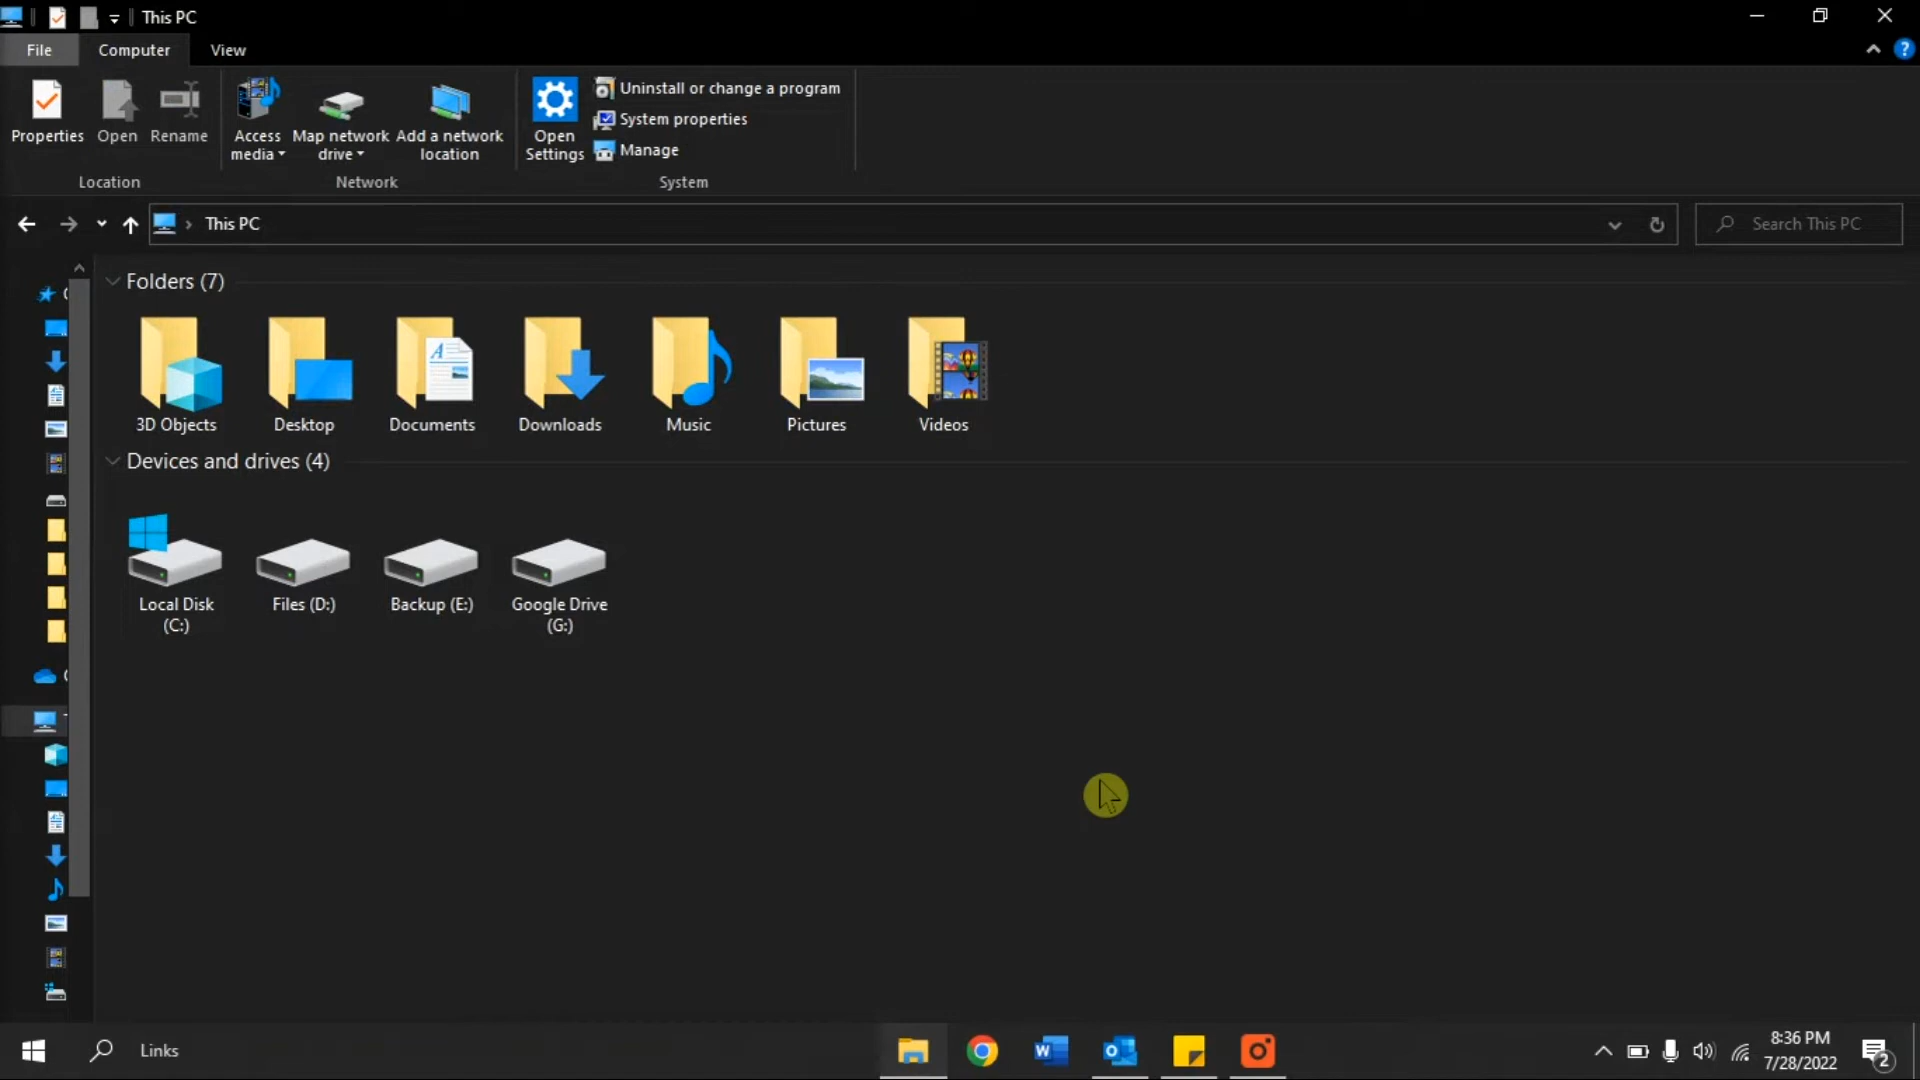 This PC
File
Computer
View
Properties
Open
Rename
Access
media
Map network
drive
Add a network
location
Open
Settings
Uninstall or change a program
System properties
Manage
Location
Network
System
This PC
Search This PC
Folders (7)
3D Objects
Desktop
Documents
Downloads
Music
Pictures
Videos
Devices and drives (4)
Local Disk
(C:)
Files (D:)
Backup (E:)
Google Drive
(G:)
Links
8:36 PM
7/28/2022
2